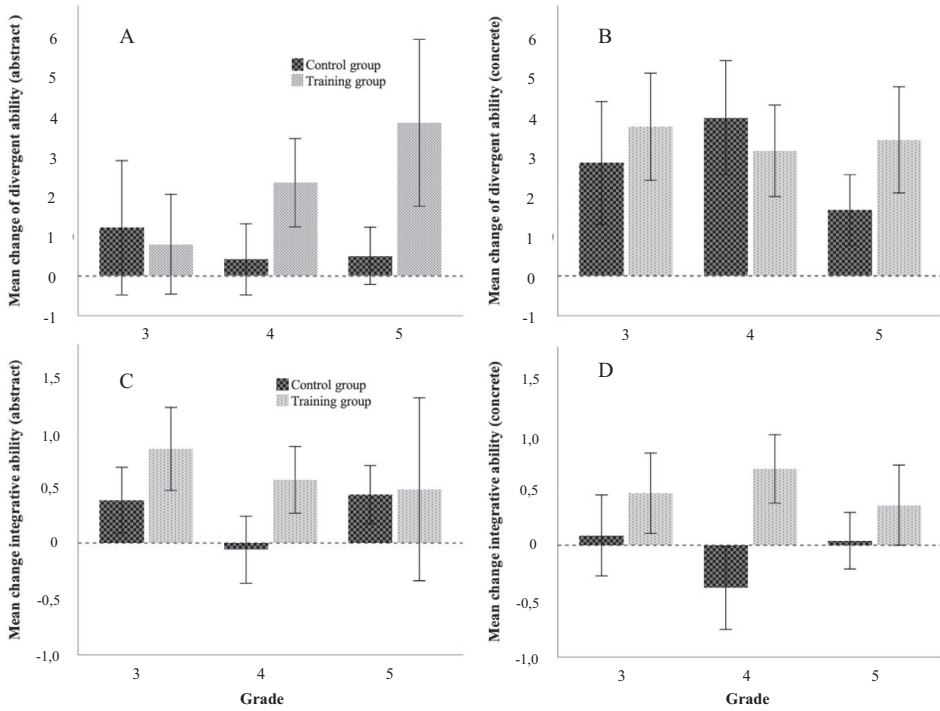 Mean change of divergent ability (abstract)
6
5
4
3
2
1
0
-1
A
Control group
Training group
3
4
5
Mean change of divergent ability (concrete)
6
5
4
3
2
1
0
-1
B
3
4
5
Mean change integrative ability (abstract)
1,5
1,0
0,5
0
-0,5
-1,0
C
Control group
Training group
3
4
5
Grade
Mean change integrative ability (concrete)
1,5
1,0
0,5
0
-0,5
-1,0
D
3
4
5
Grade